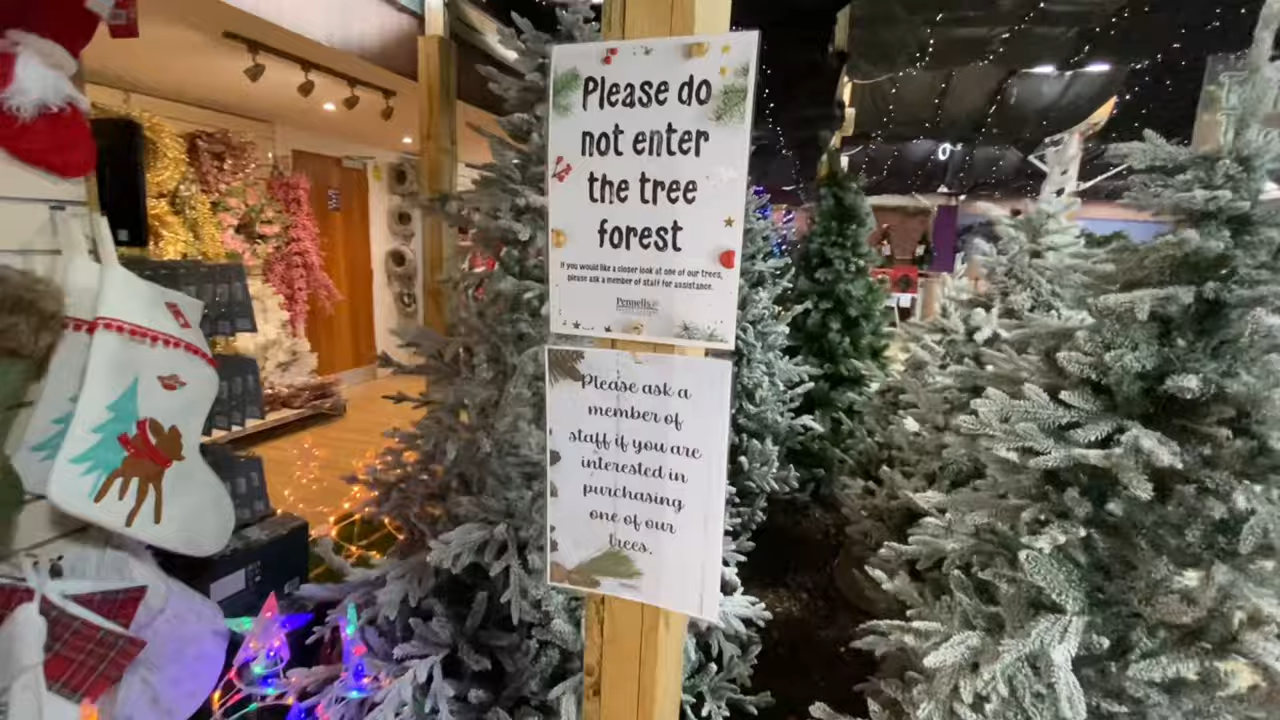 Please do
not enter
the tree
forest
If you would like a closer look at one of our trees,
please ask a member of staff for assistance.
Pennells
Please ask a
member of
staff if you are
interested in
purchasing
one of our
trees.